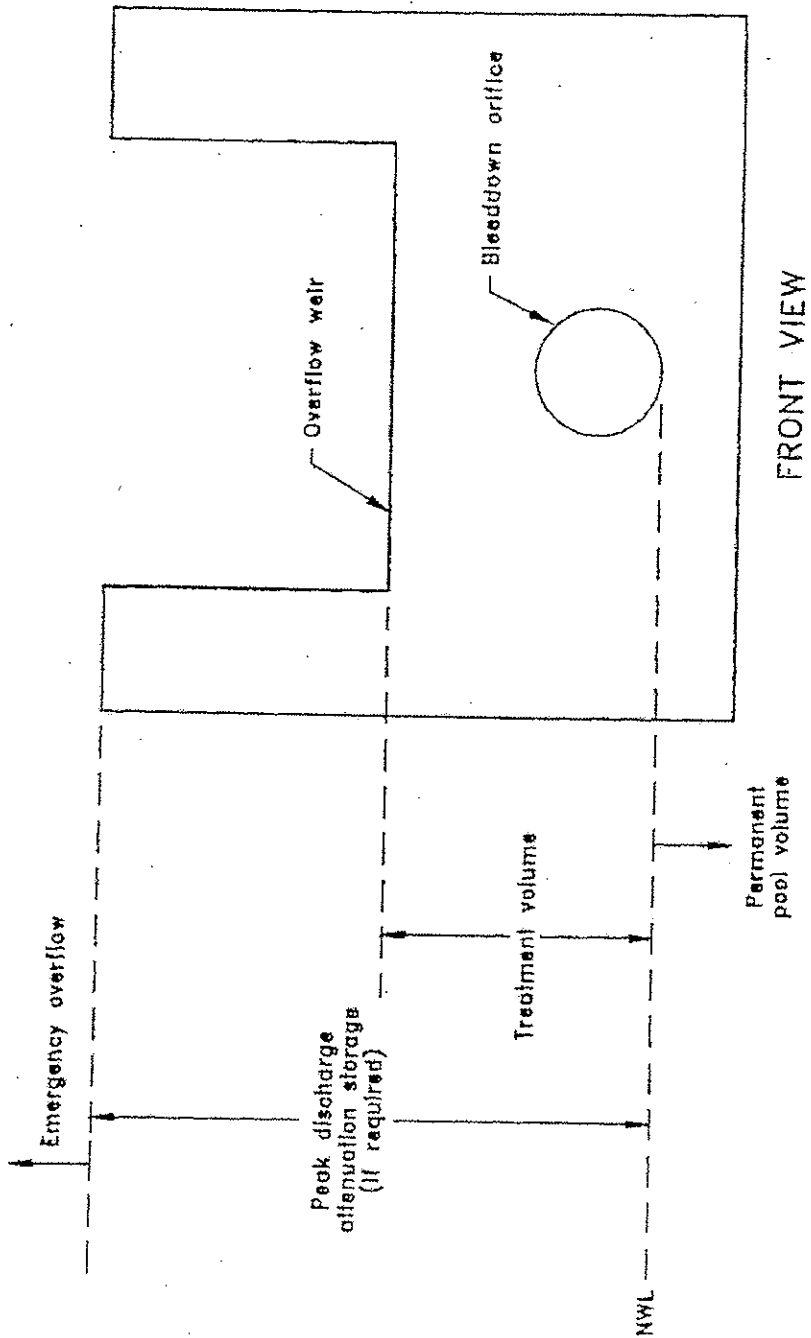 Emergency overflow
Peak discharge
attenuation storage
(if required)
Overflow weir
Treatment volume
Bleeddown orifice
NWL
Permanent
pool volume
FRONT VIEW